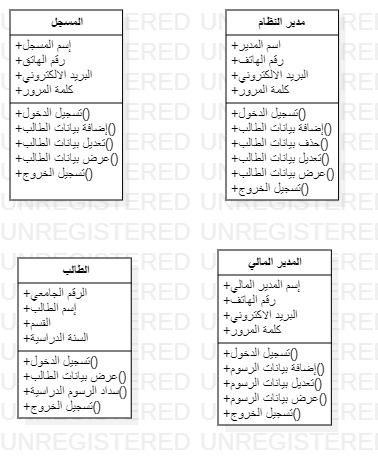 المسجل
+إسم المسجل
+رقم الهاتق
+البريد الالكتروني
+كلمة المرور
+تسجيل الدخول()
+إضافة بيانات الطالب()
+تعديل بيانات الطالب()
+عرض بيانات الطالب()
+تسجيل الخروج()
مدير النظام
+اسم المدير
+رقم الهاتف
+البريد الالكتروني
+كلمة المرور
+تسجيل الدخول()
+إضافة بيانات الطالب()
+حذف بيانات الطالب()
+تعديل بيانات الطالب()
+عرض بيانات الطالب()
+تسجيل الخروج()
الطالب
+الرقم الجامعي
+إسم الطالب
+القسم
+السنة الدراسية
+تسجيل الدخول()
+عرض بيانات الطالب()
+سداد الرسوم الدراسية()
+تسجيل الخروج()
المدير المالي
+إسم المدير المالي
+رقم الهاتف
+البريد الاكتروني
+كلمة المرور
+تسجيل الدخول()
+إضافة بيانات الرسوم()
+تعديل بيانات الرسوم()
+عرض بيانات الرسوم()
+تسجيل الخروج()
UNREGISTERED